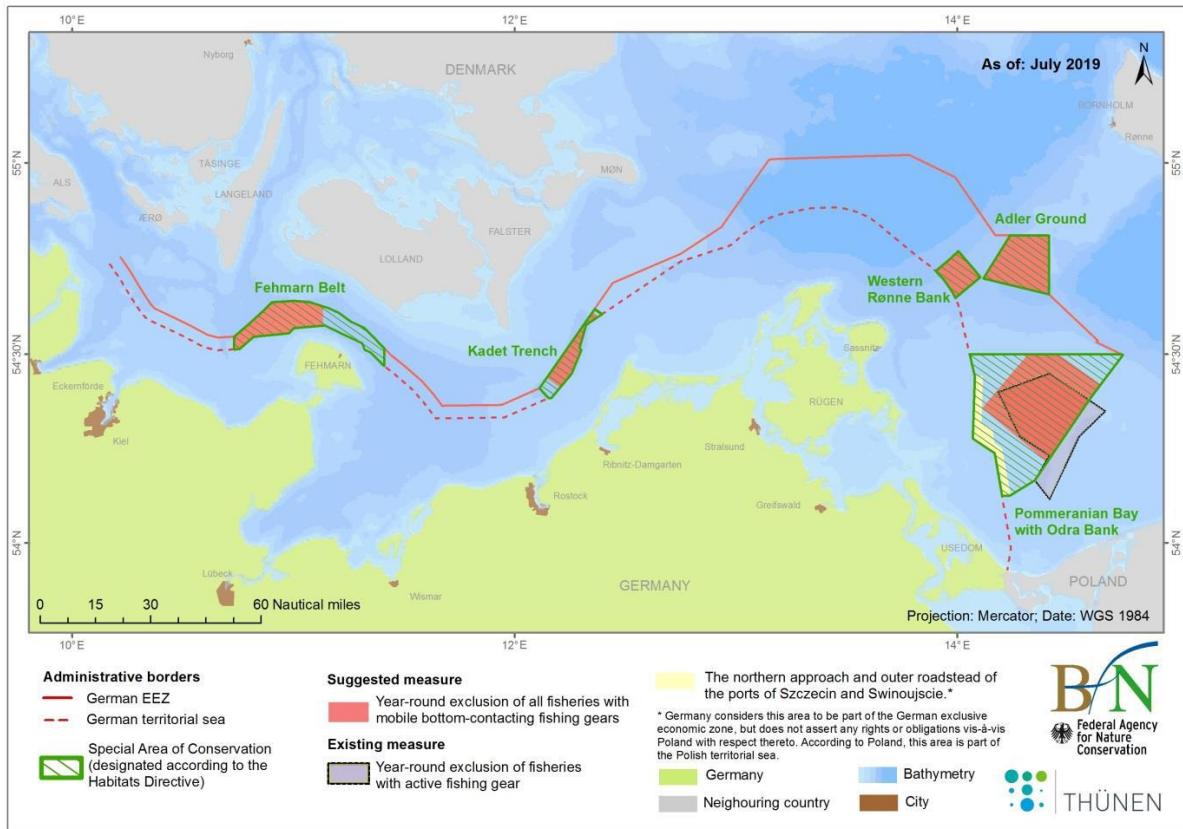 10°E
12°E
14°E
N
As of: July 2019
Nyborg
DENMARK
BORNHOLM
Rønne
55°N
55°N
TÅSINGE
MØN
ALS
LANGELAND
ÆRØ
FALSTER
LOLLAND
Adler Ground
Western
Rønne Bank
Fehmarn Belt
Kadet Trench
Sassnitz
54°30'N
54°30'N
FEHMARN
Eckernförde
RÜGEN
Kiel
Stralsund
Ribnitz-Damgarten
Rostock
Greifswald
Pommeranian Bay
with Odra Bank
54°N
54°N
USEDOM
Lübeck
GERMANY
POLAND
Wismar
0 15 30 60 Nautical miles
Projection: Mercator; Date: WGS 1984
10°E
12°E
14°E
Administrative borders
German EEZ
German territorial sea
Special Area of Conservation
(designated according to the
Habitats Directive)
Suggested measure
Year-round exclusion of all fisheries with
mobile bottom-contacting fishing gears
Existing measure
Year-round exclusion of fisheries
with active fishing gear
The northern approach and outer roadstead of
the ports of Szczecin and Swinoujscie.*
* Germany considers this area to be part of the German exclusive
economic zone, but does not assert any rights or obligations vis-à-vis
Poland with respect thereto. According to Poland, this area is part of
the Polish territorial sea.
Germany
Bathymetry
Neighouring country
City
BfN
Federal Agency
for Nature
Conservation
THÜNEN